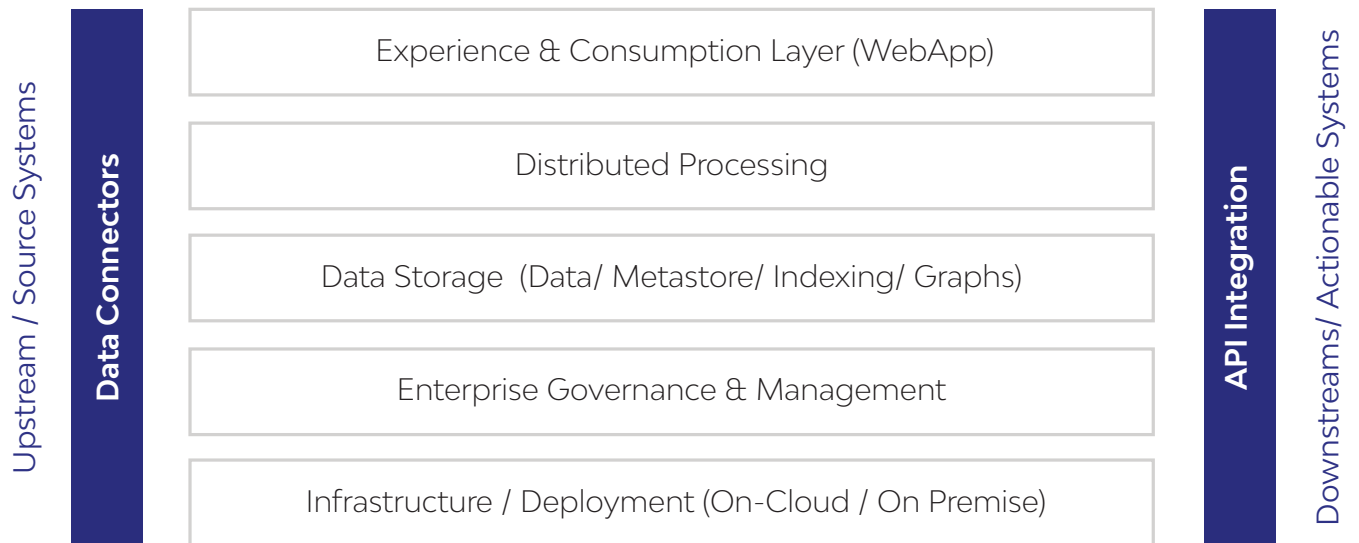 Upstream / Source Systems
Data Connectors
Experience & Consumption Layer (WebApp)
Distributed Processing
Data Storage  (Data/ Metastore/ Indexing/ Graphs)
Enterprise Governance & Management
Infrastructure / Deployment (On-Cloud / On Premise)
API Integration
Downstreams/ Actionable Systems